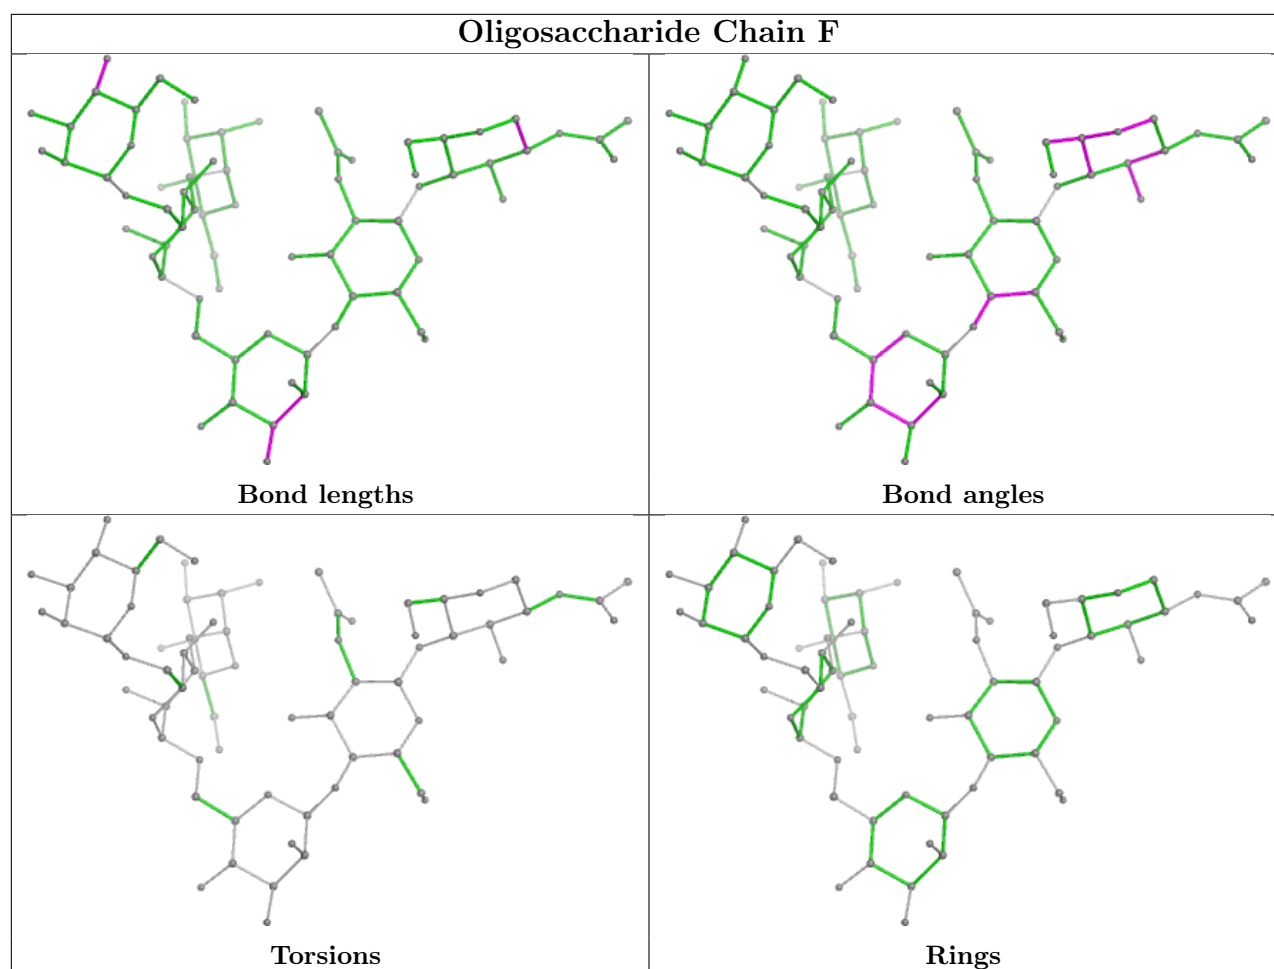 Oligosaccharide Chain F
Bond lengths
Bond angles
Torsions
Rings